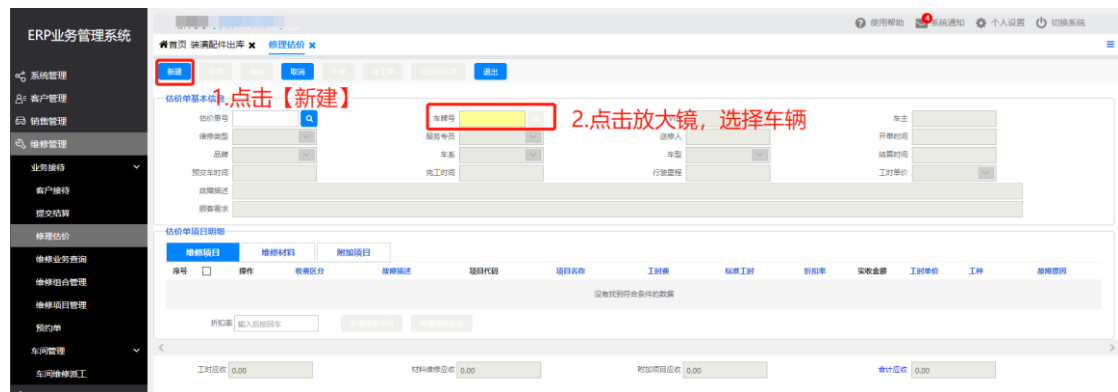 ERP业务管理系统
使用帮助 系统通知 个人设置 切换系统
首页 装潢配件出库 × 修理估价 ×
系统管理
客户管理
销售管理
维修管理
业务接待
客户接待
提交结算
修理估价
维修业务查询
维修组合管理
维修项目管理
预约单
车间管理
车间维修派工
新建 取消 退出
1.点击【新建】
2.点击放大镜，选择车辆
估价单基本信息
估价单号 车牌号 车主
维修类型 服务专员 送修人 开单时间
品牌 车系 车型 结算时间
预交车时间 完工时间 行驶里程 工时单价
故障描述
顾客需求
估价单项目明细
维修项目 维修材料 附加项目
序号 操作 收费区分 故障描述 项目代码 项目名称 工时费 标准工时 折扣率 实收金额 工时单价 工种 故障原因
没有找到符合条件的数据
折扣率 输入后按回车
工时应收 0.00 材料维修应收 0.00 附加项目应收 0.00 合计应收 0.00